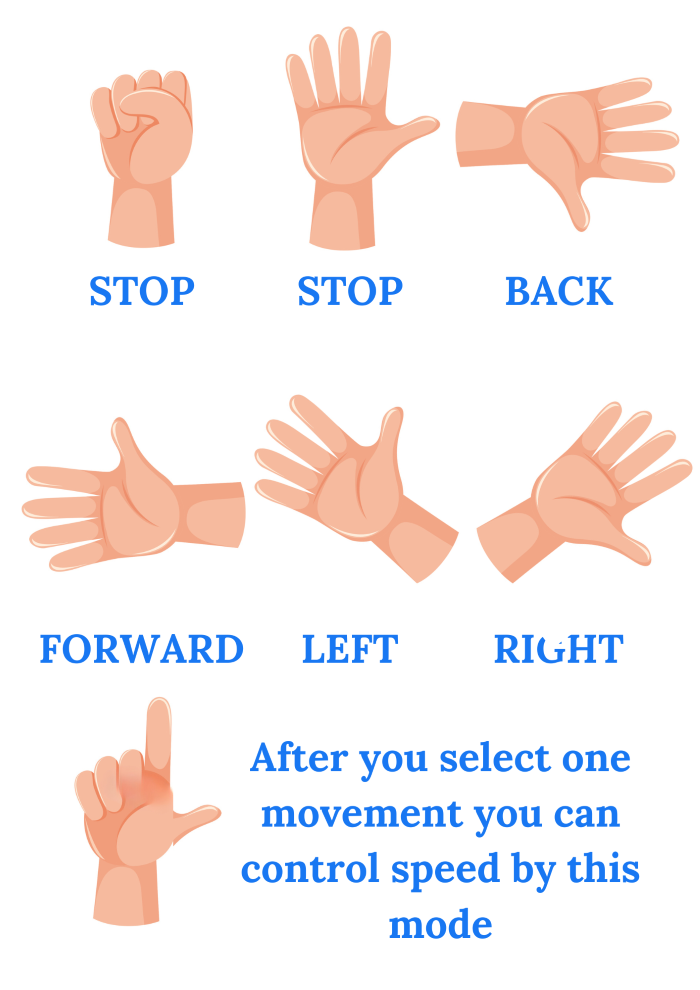 STOP
STOP
BACK
FORWARD
LEFT
RIGHT
After you select one
movement you can
control speed by this
mode